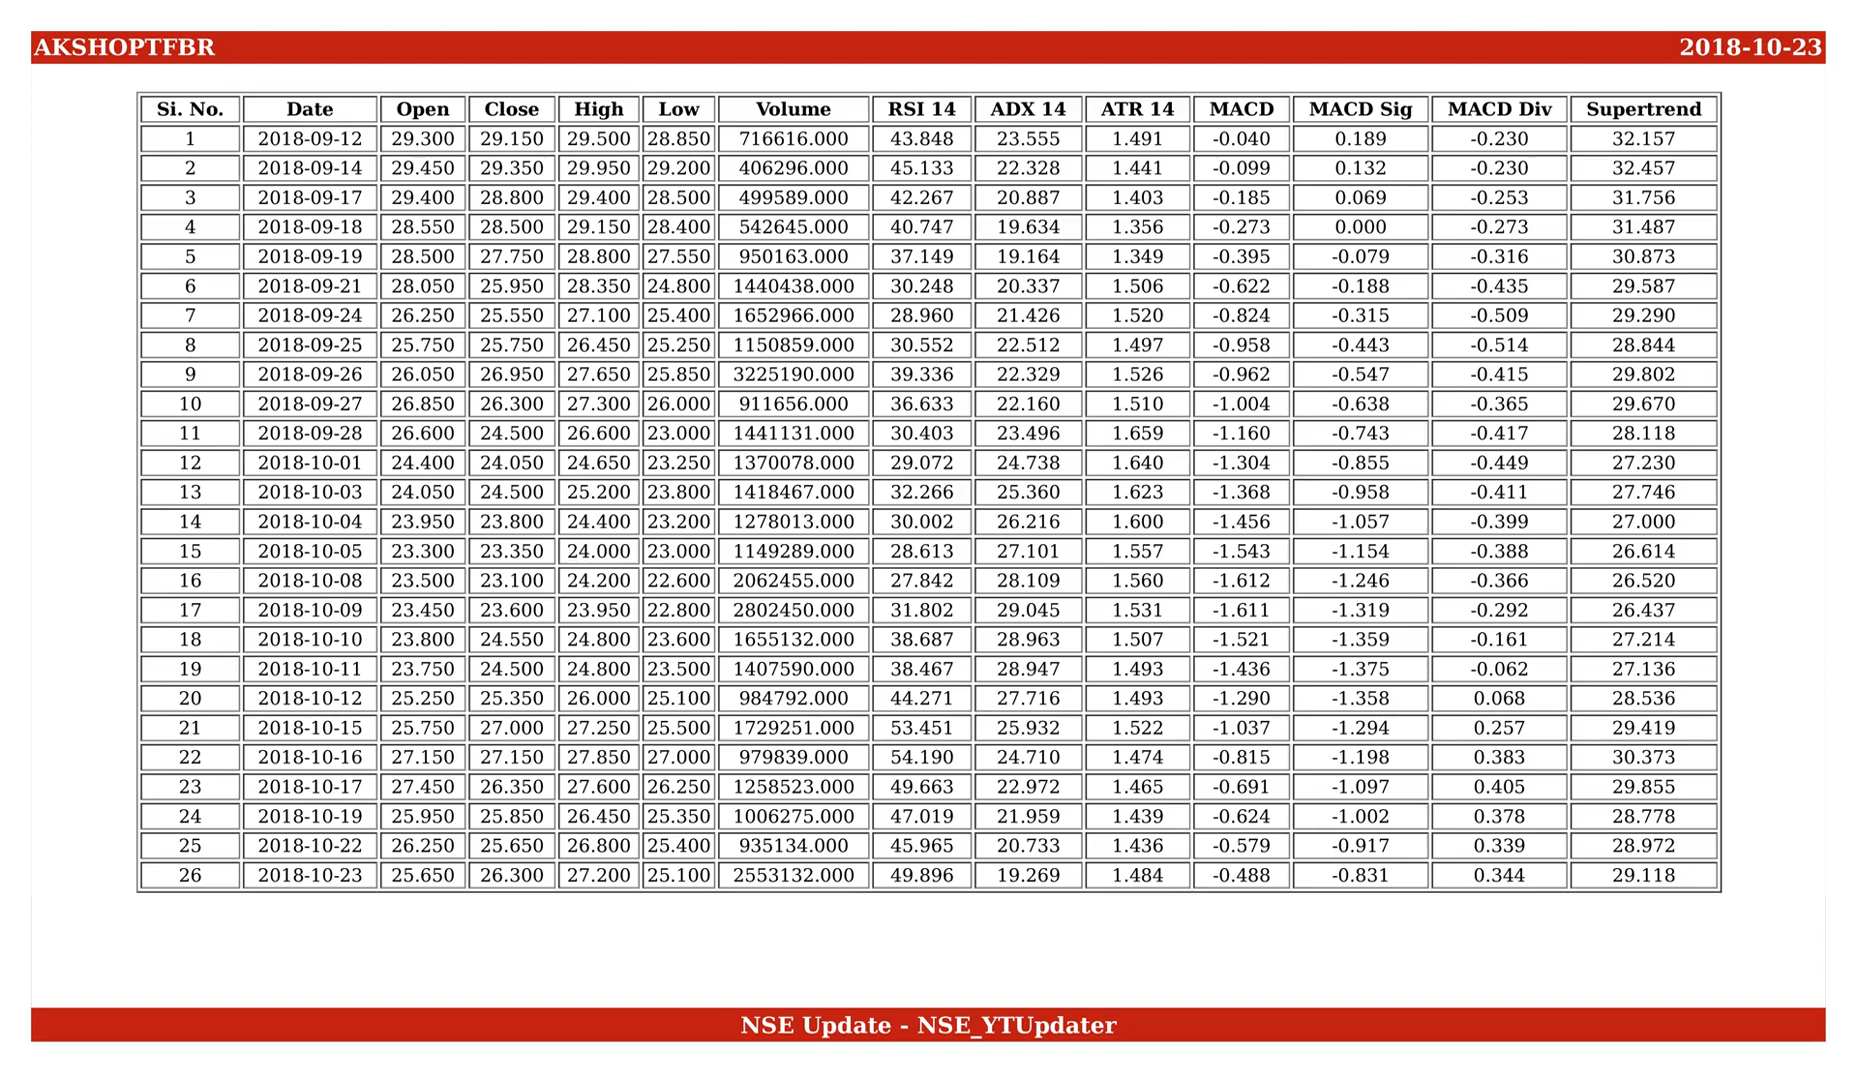 AKSHOPTFBR 2018-10-23
Si. No. Date Open Close High Low Volume RSI 14 ADX 14 ATR 14 MACD MACD Sig MACD Div Supertrend
1 2018-09-12 29.300 29.150 29.500 28.850 716616.000 43.848 23.555 1.491 -0.040 0.189 -0.230 32.157
2 2018-09-14 29.450 29.350 29.950 29.200 406296.000 45.133 22.328 1.441 -0.099 0.132 -0.230 32.457
3 2018-09-17 29.400 28.800 29.400 28.500 499589.000 42.267 20.887 1.403 -0.185 0.069 -0.253 31.756
4 2018-09-18 28.550 28.500 29.150 28.400 542645.000 40.747 19.634 1.356 -0.273 0.000 -0.273 31.487
5 2018-09-19 28.500 27.750 28.800 27.550 950163.000 37.149 19.164 1.349 -0.395 -0.079 -0.316 30.873
6 2018-09-21 28.050 25.950 28.350 24.800 1440438.000 30.248 20.337 1.506 -0.622 -0.188 -0.435 29.587
7 2018-09-24 26.250 25.550 27.100 25.400 1652966.000 28.960 21.426 1.520 -0.824 -0.315 -0.509 29.290
8 2018-09-25 25.750 25.750 26.450 25.250 1150859.000 30.552 22.512 1.497 -0.958 -0.443 -0.514 28.844
9 2018-09-26 26.050 26.950 27.650 25.850 3225190.000 39.336 22.329 1.526 -0.962 -0.547 -0.415 29.802
10 2018-09-27 26.850 26.300 27.300 26.000 911656.000 36.633 22.160 1.510 -1.004 -0.638 -0.365 29.670
11 2018-09-28 26.600 24.500 26.600 23.000 1441131.000 30.403 23.496 1.659 -1.160 -0.743 -0.417 28.118
12 2018-10-01 24.400 24.050 24.650 23.250 1370078.000 29.072 24.738 1.640 -1.304 -0.855 -0.449 27.230
13 2018-10-03 24.050 24.500 25.200 23.800 1418467.000 32.266 25.360 1.623 -1.368 -0.958 -0.411 27.746
14 2018-10-04 23.950 23.800 24.400 23.200 1278013.000 30.002 26.216 1.600 -1.456 -1.057 -0.399 27.000
15 2018-10-05 23.300 23.350 24.000 23.000 1149289.000 28.613 27.101 1.557 -1.543 -1.154 -0.388 26.614
16 2018-10-08 23.500 23.100 24.200 22.600 2062455.000 27.842 28.109 1.560 -1.612 -1.246 -0.366 26.520
17 2018-10-09 23.450 23.600 23.950 22.800 2802450.000 31.802 29.045 1.531 -1.611 -1.319 -0.292 26.437
18 2018-10-10 23.800 24.550 24.800 23.600 1655132.000 38.687 28.963 1.507 -1.521 -1.359 -0.161 27.214
19 2018-10-11 23.750 24.500 24.800 23.500 1407590.000 38.467 28.947 1.493 -1.436 -1.375 -0.062 27.136
20 2018-10-12 25.250 25.350 26.000 25.100 984792.000 44.271 27.716 1.493 -1.290 -1.358 0.068 28.536
21 2018-10-15 25.750 27.000 27.250 25.500 1729251.000 53.451 25.932 1.522 -1.037 -1.294 0.257 29.419
22 2018-10-16 27.150 27.150 27.850 27.000 979839.000 54.190 24.710 1.474 -0.815 -1.198 0.383 30.373
23 2018-10-17 27.450 26.350 27.600 26.250 1258523.000 49.663 22.972 1.465 -0.691 -1.097 0.405 29.855
24 2018-10-19 25.950 25.850 26.450 25.350 1006275.000 47.019 21.959 1.439 -0.624 -1.002 0.378 28.778
25 2018-10-22 26.250 25.650 26.800 25.400 935134.000 45.965 20.733 1.436 -0.579 -0.917 0.339 28.972
26 2018-10-23 25.650 26.300 27.200 25.100 2553132.000 49.896 19.269 1.484 -0.488 -0.831 0.344 29.118
NSE Update - NSE_YTUpdater